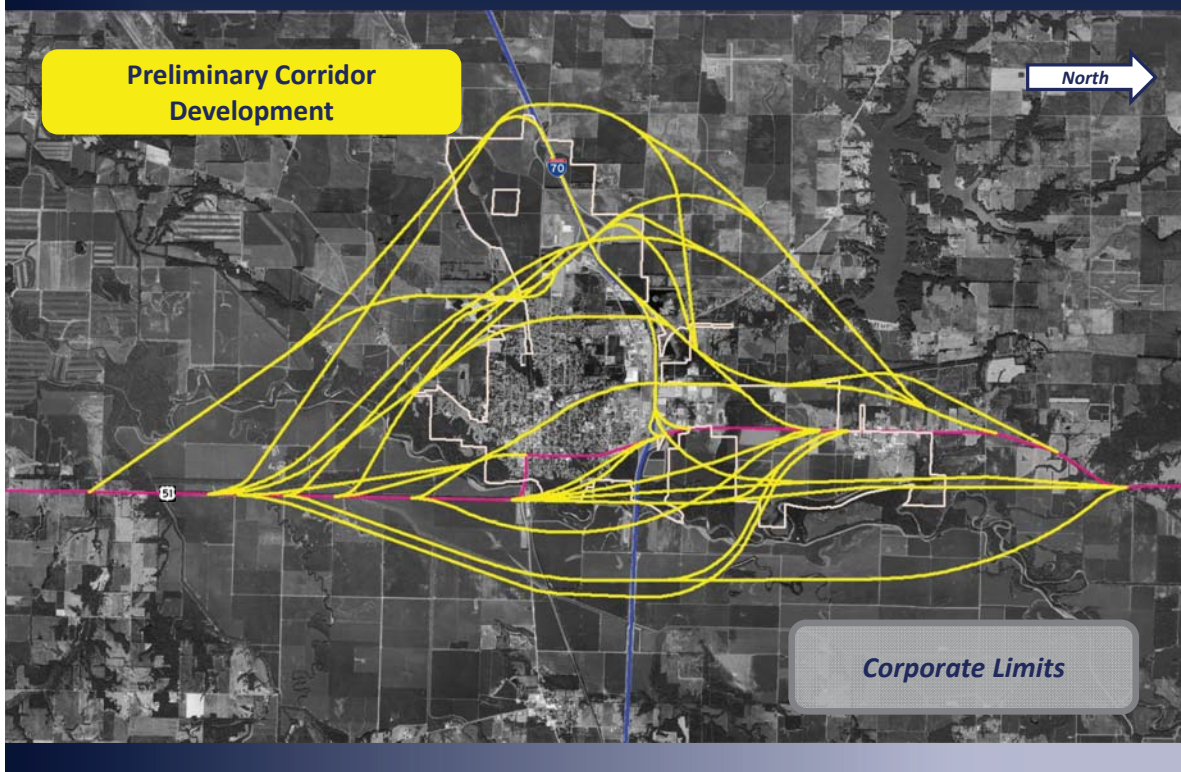 Preliminary Corridor
Development
North
70
51
Corporate Limits